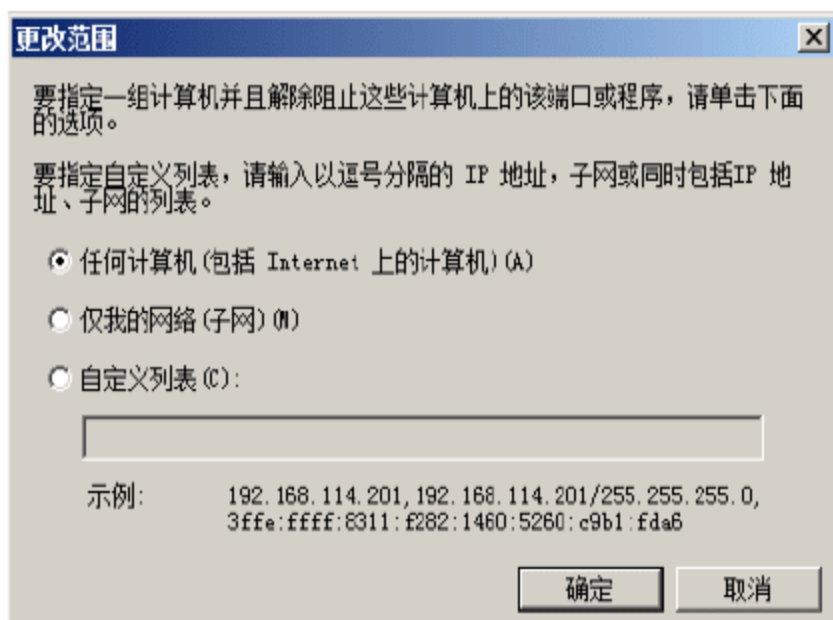 更改范围
要指定一组计算机并且解除阻止这些计算机上的该端口或程序，请单击下面
的选项。
要指定自定义列表，请输入以逗号分隔的 IP 地址，子网或同时包括IP 地
址、子网的列表。
任何计算机(包括 Internet 上的计算机)(A)
仅我的网络(子网)(N)
自定义列表(C):
示例:
192.168.114.201,192.168.114.201/255.255.255.0,
3ffe:ffff:8311:f282:1460:5260:c9b1:fda6
确定
取消